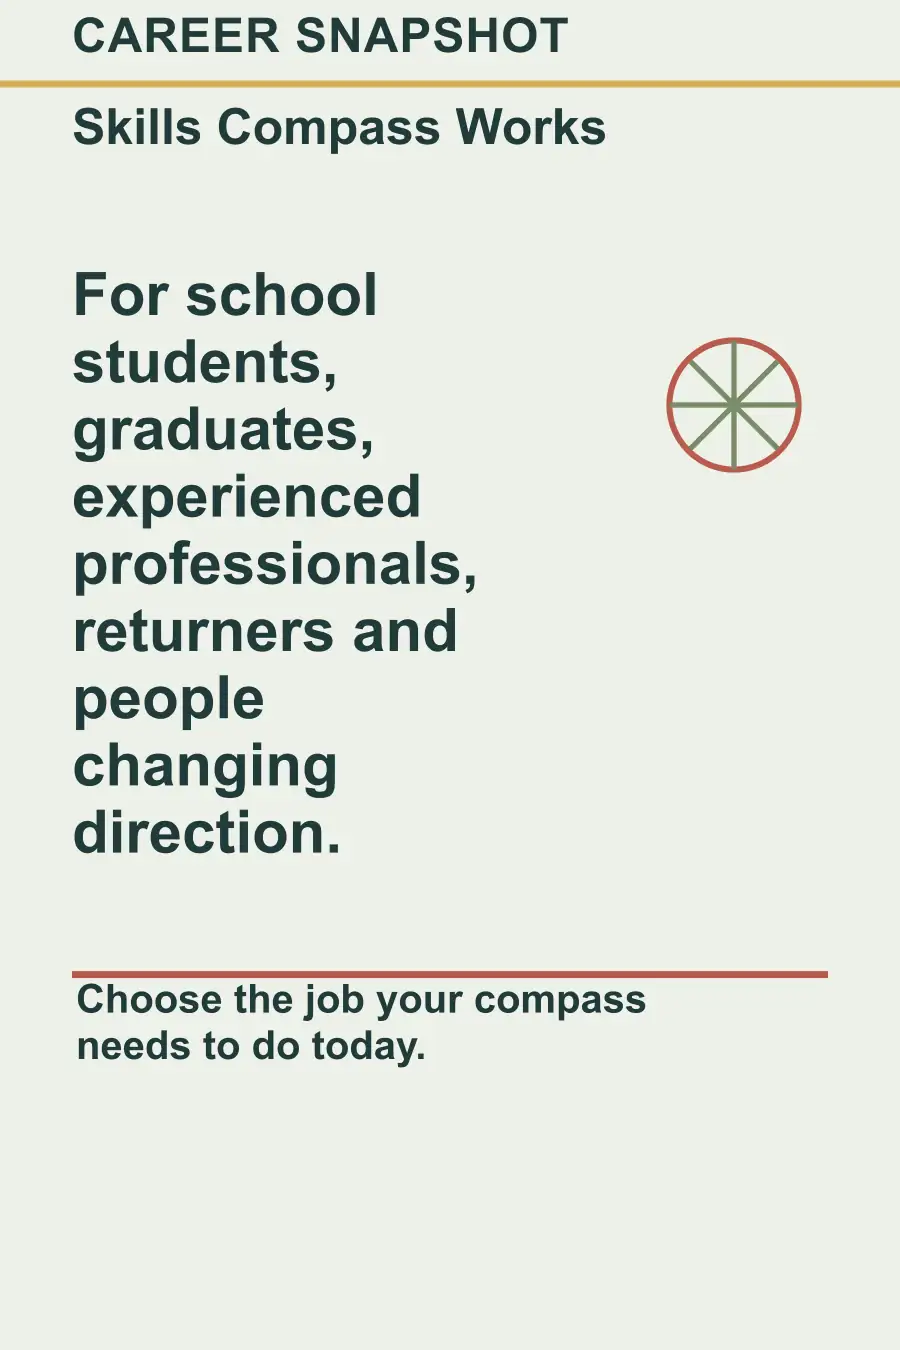 CAREER SNAPSHOT
Skills Compass Works
For school
students,
graduates,
experienced
professionals,
returners and
people
changing
direction.
Choose the job your compass
needs to do today.